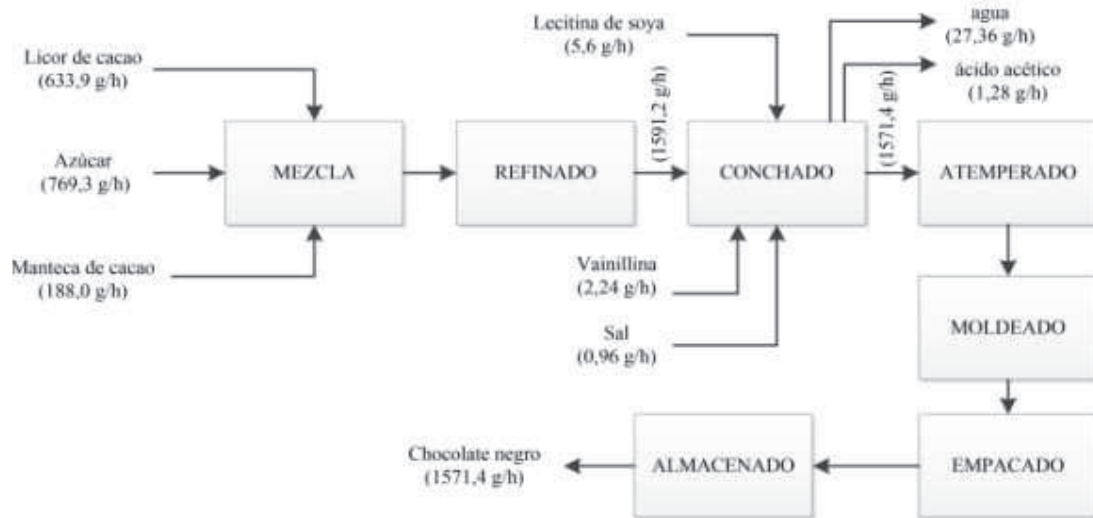 Licor de cacao
(633,9 g/h)
Azúcar
(769,3 g/h)
Manteca de cacao
(188,0 g/h)
MEZCLA
REFINADO
(1591,2 g/h)
Lecitina de soya
(5,6 g/h)
CONCHADO
Vainillina
(2,24 g/h)
Sal
(0,96 g/h)
agua
(27,36 g/h)
ácido acético
(1,28 g/h)
(1571,4 g/h)
ATEMPERADO
MOLDEADO
EMPACADO
ALMACENADO
Chocolate negro
(1571,4 g/h)